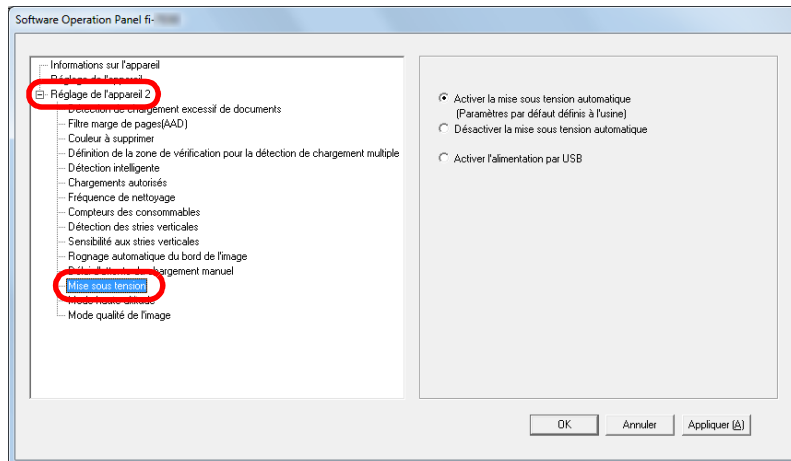 Software Operation Panel fi-
Informations sur l'appareil
Réglage de l'appareil
Réglage de l'appareil 2
Détection de chargement excessif de documents
Filtre marge de pages(AAD)
Couleur à supprimer
Définition de la zone de vérification pour la détection de chargement multiple
Détection intelligente
Chargements autorisés
Fréquence de nettoyage
Compteurs des consommables
Détection des stries verticales
Sensibilité aux stries verticales
Rognage automatique du bord de l'image
Délai d'attente du chargement manuel
Mise sous tension
Mode haute altitude
Mode qualité de l'image
Activer la mise sous tension automatique
(Paramètres par défaut définis à l'usine)
Désactiver la mise sous tension automatique
Activer l'alimentation par USB
OK
Annuler
Appliquer (A)